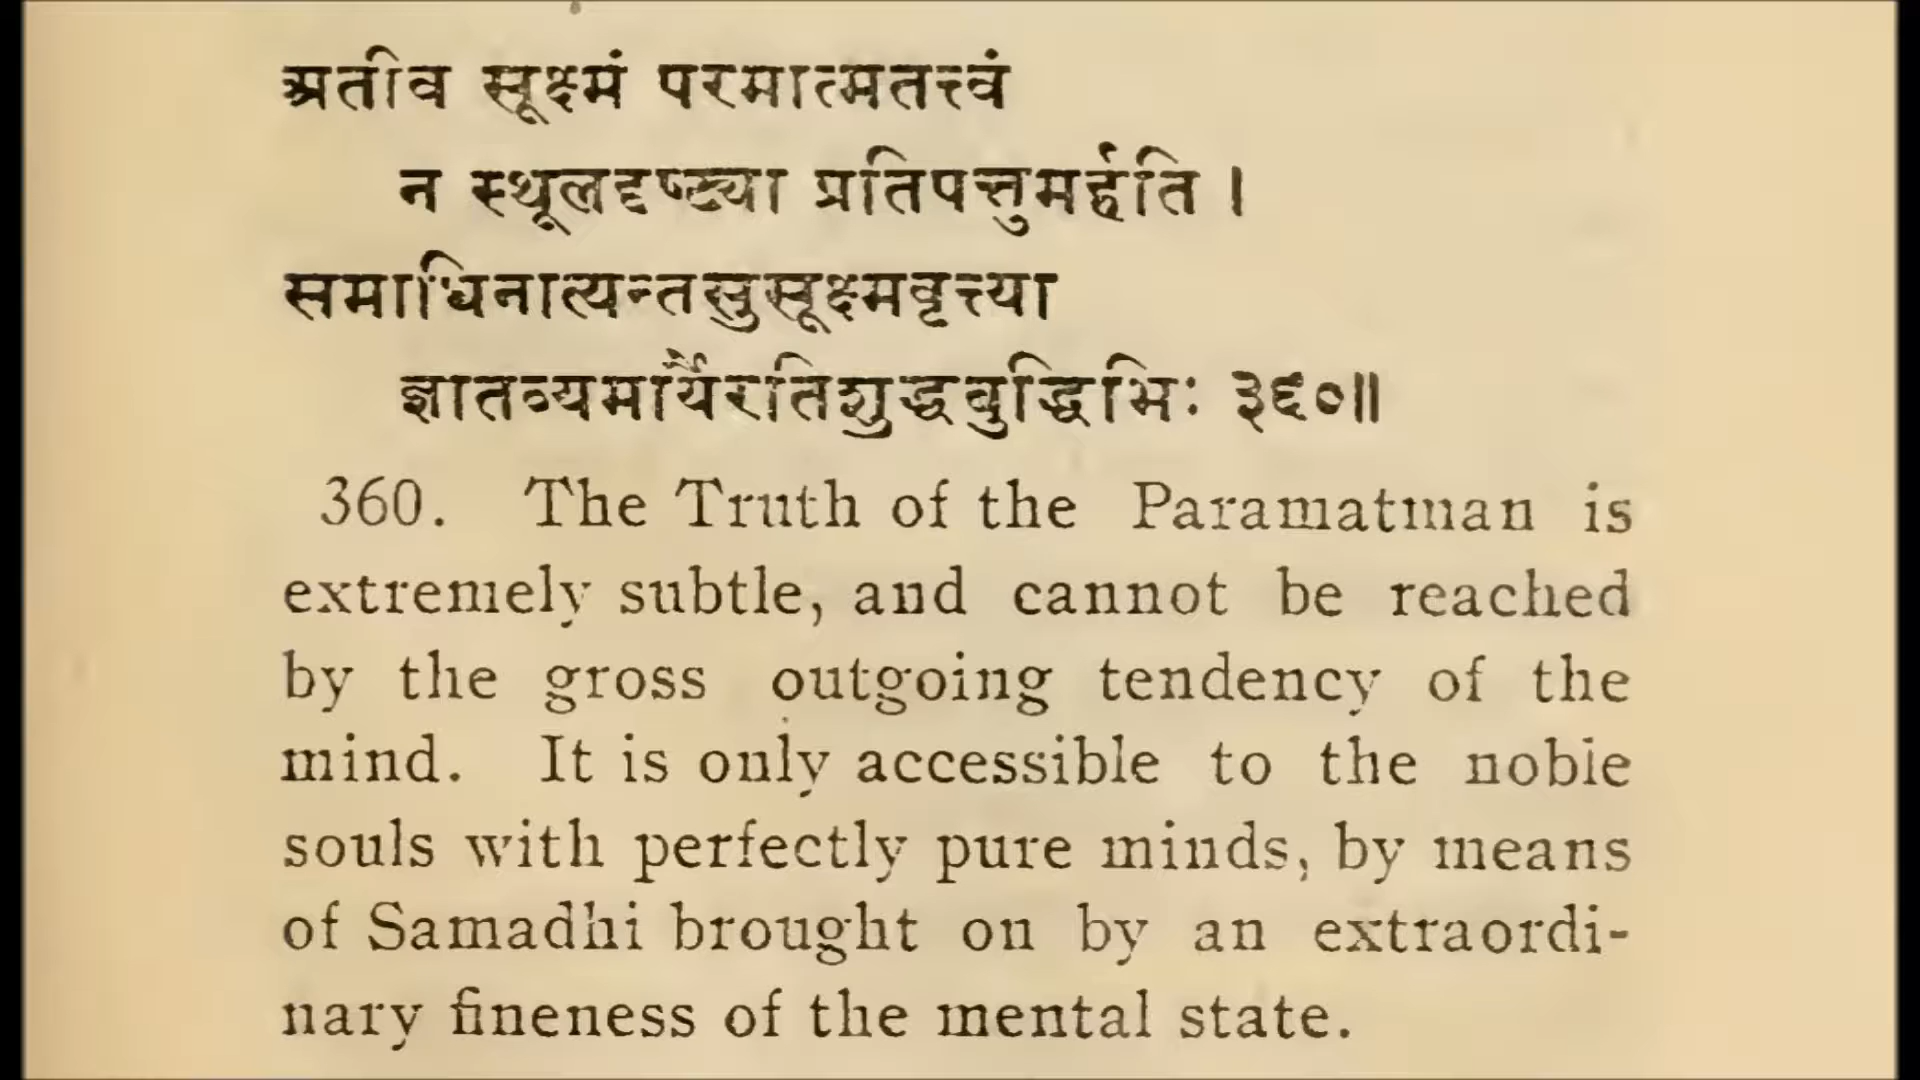 अतीव सूक्ष्मं परमात्मतत्त्वं
न स्थूलदृष्ट्या प्रतिपत्तुमर्हति ।
समाधिनात्यन्तसुसूक्ष्मवृत्त्या
ज्ञातव्यमार्यैरतिशुद्धबुद्धिभिः ३६०॥
360. The Truth of the Paramatman is
extremely subtle, and cannot be reached
by the gross outgoing tendency of the
mind. It is only accessible to the noble
souls with perfectly pure minds, by means
of Samadhi brought on by an extraordi-
nary fineness of the mental state.